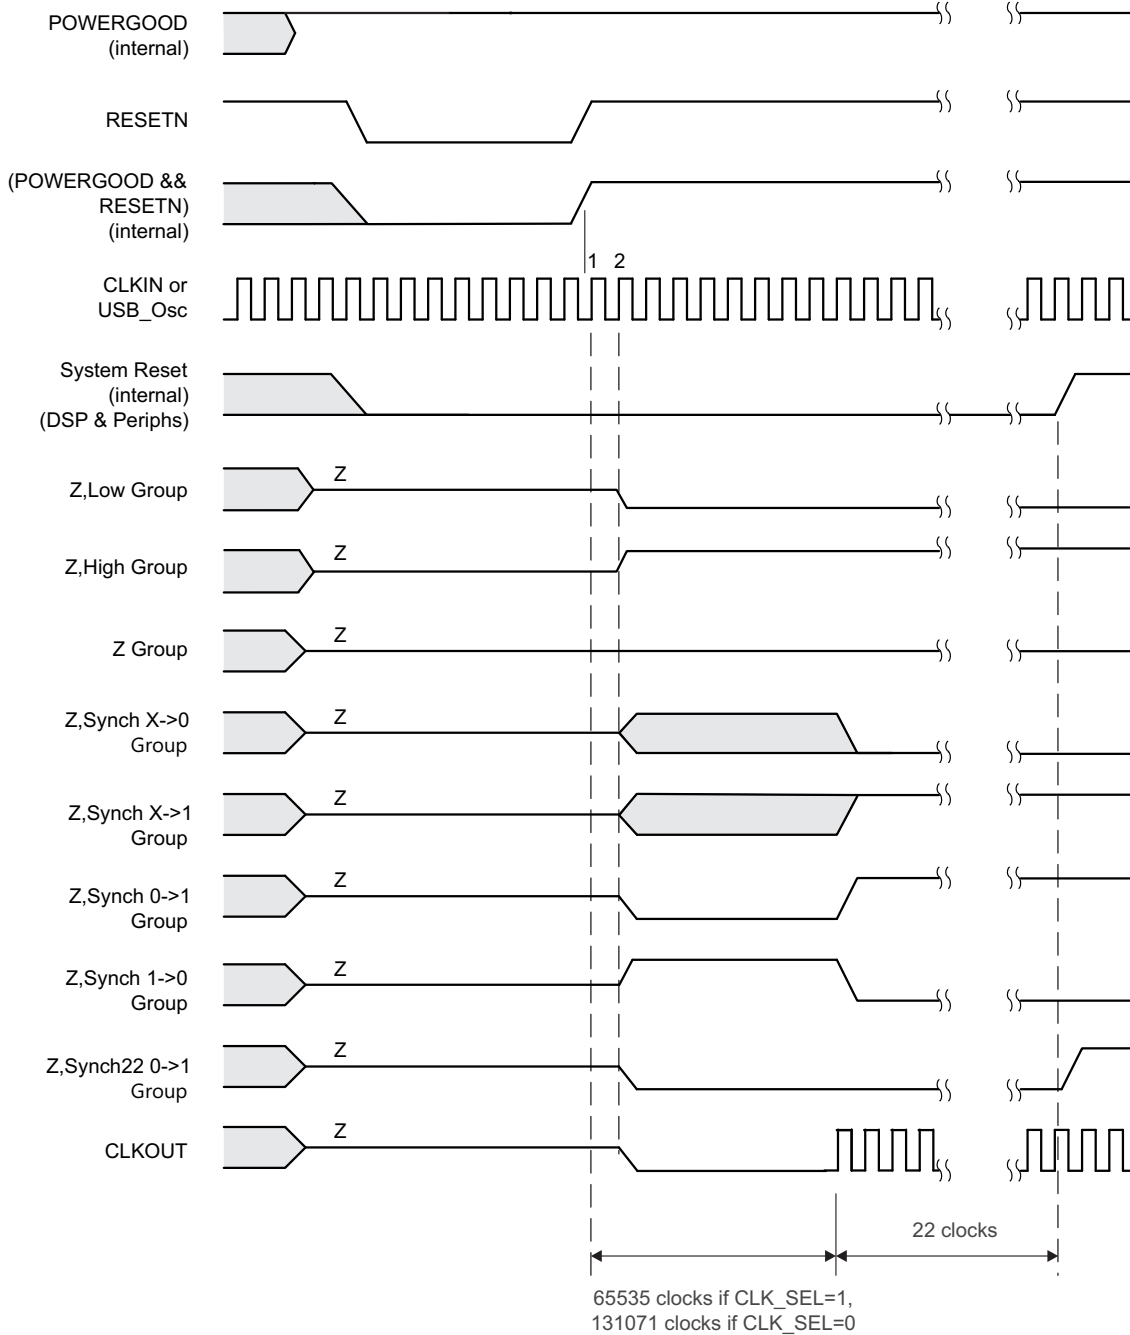 POWERGOOD
(internal)
RESETN
(POWERGOOD &&
RESETN)
(internal)
1 2
CLKIN or
USB_Osc
System Reset
(internal)
(DSP & Periphs)
Z
Z,Low Group
Z
Z,High Group
Z
Z Group
Z
Z,Synch X->0
Group
Z
Z,Synch X->1
Group
Z
Z,Synch 0->1
Group
Z
Z,Synch 1->0
Group
Z
Z,Synch22 0->1
Group
Z
CLKOUT
22 clocks
65535 clocks if CLK_SEL=1,
131071 clocks if CLK_SEL=0